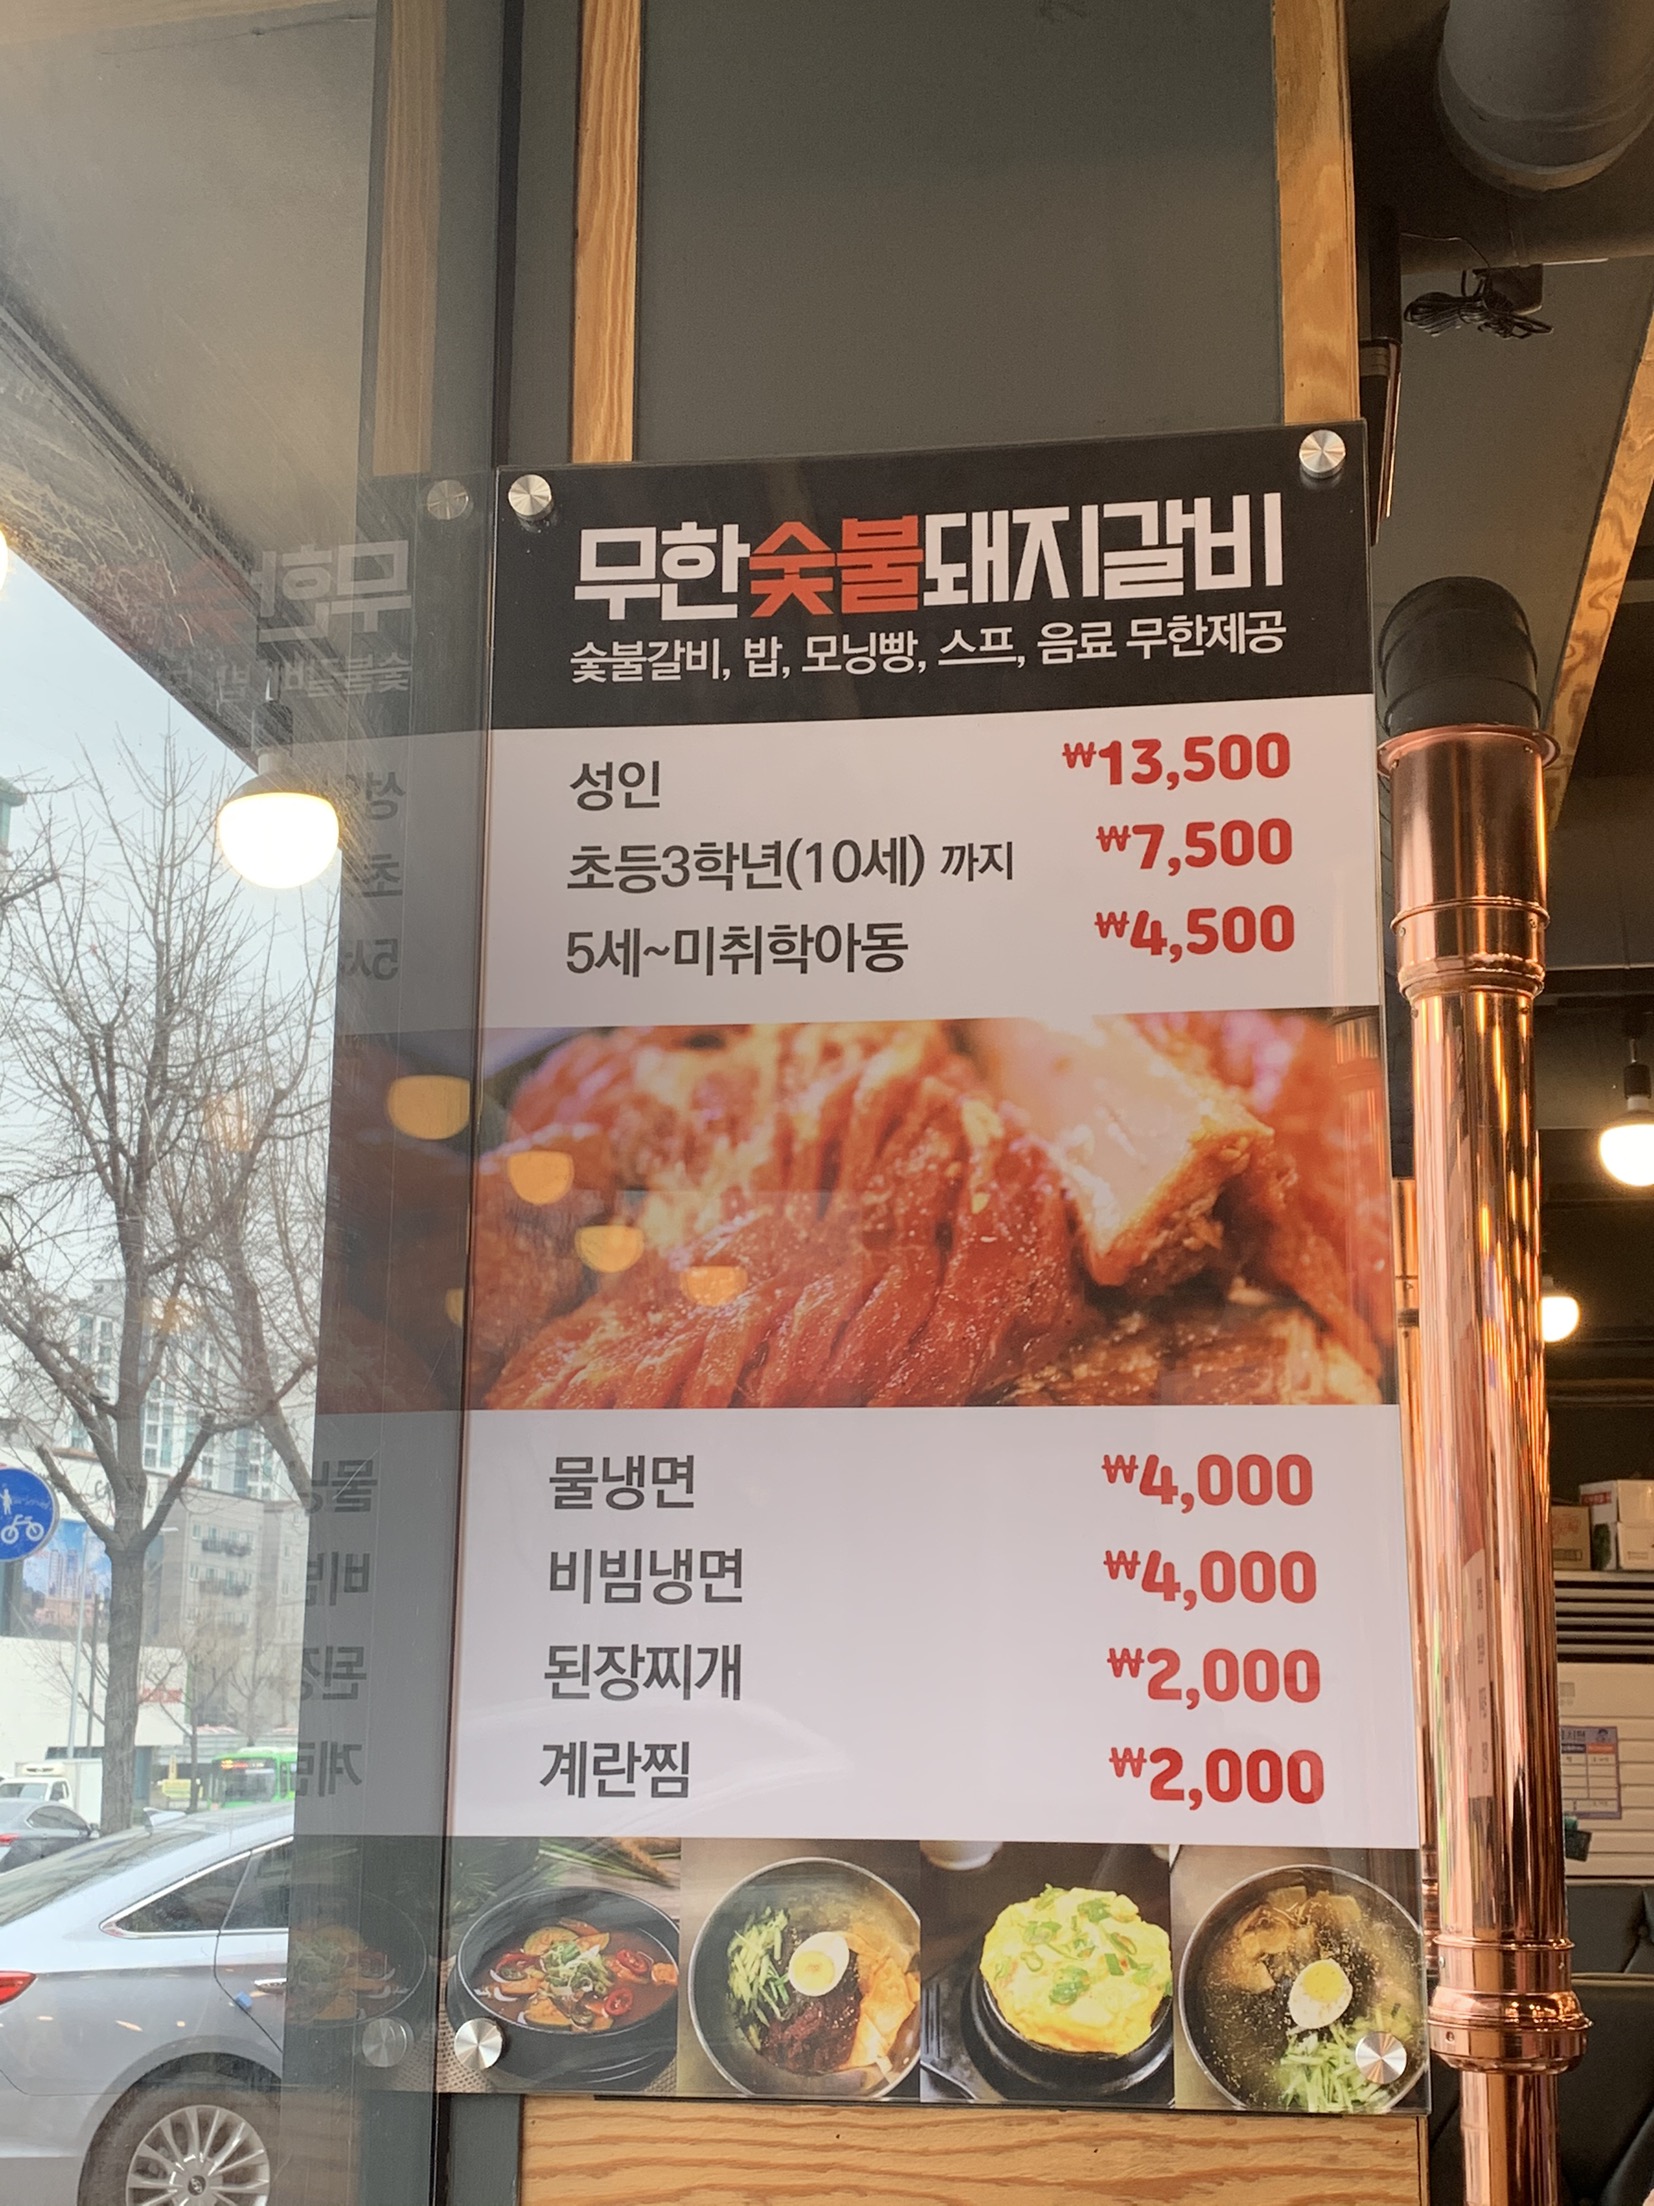 무한숯불돼지갈비
숯불갈비, 밥, 모닝빵, 스프, 음료 무한제공
성인 ₩13,500
초등3학년(10세) 까지 ₩7,500
5세~미취학아동 ₩4,500
물냉면 ₩4,000
비빔냉면 ₩4,000
된장찌개 ₩2,000
계란찜 ₩2,000